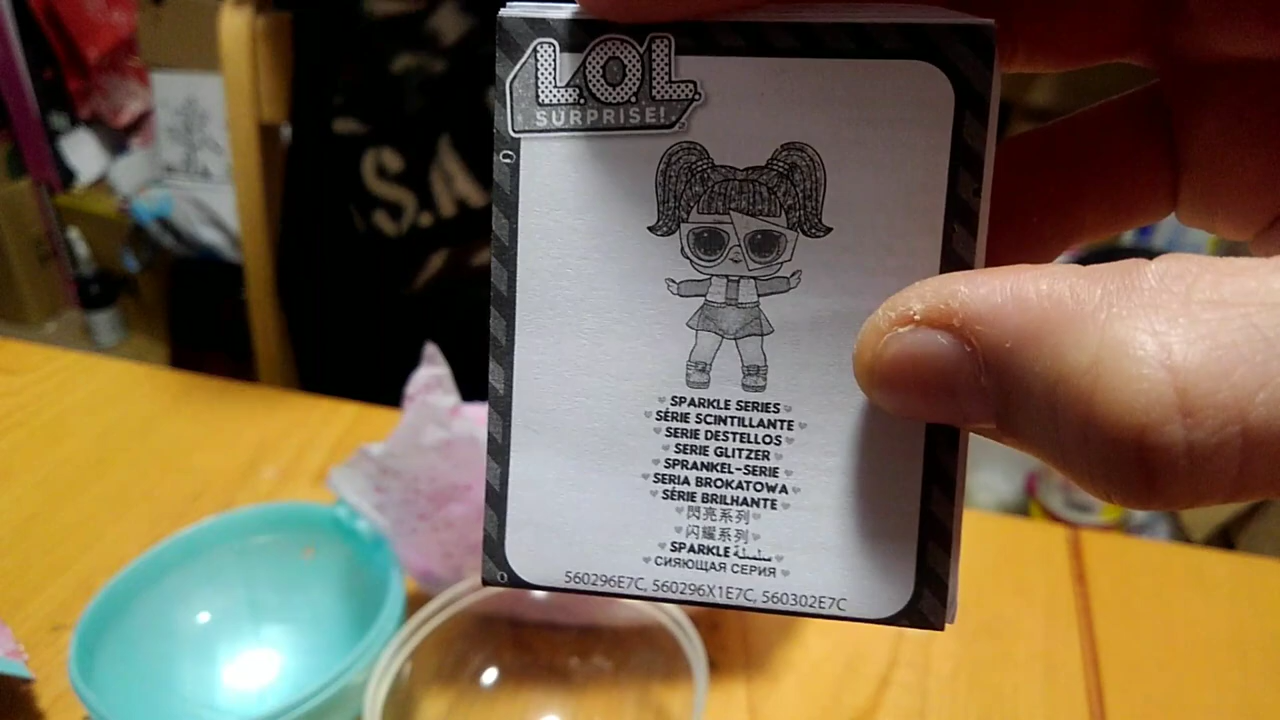 L.O.L.
SURPRISE!
SPARKLE SERIES
SÉRIE SCINTILLANTE
SERIE DESTELLOS
SERIE GLITZER
SPRANKEL-SERIE
SERIA BROKATOWA
SÉRIE BRILHANTE
閃亮系列
闪耀系列
SPARKLE سلسلة
СИЯЮЩАЯ СЕРИЯ
560296E7C, 560296X1E7C, 560302E7C
S.A